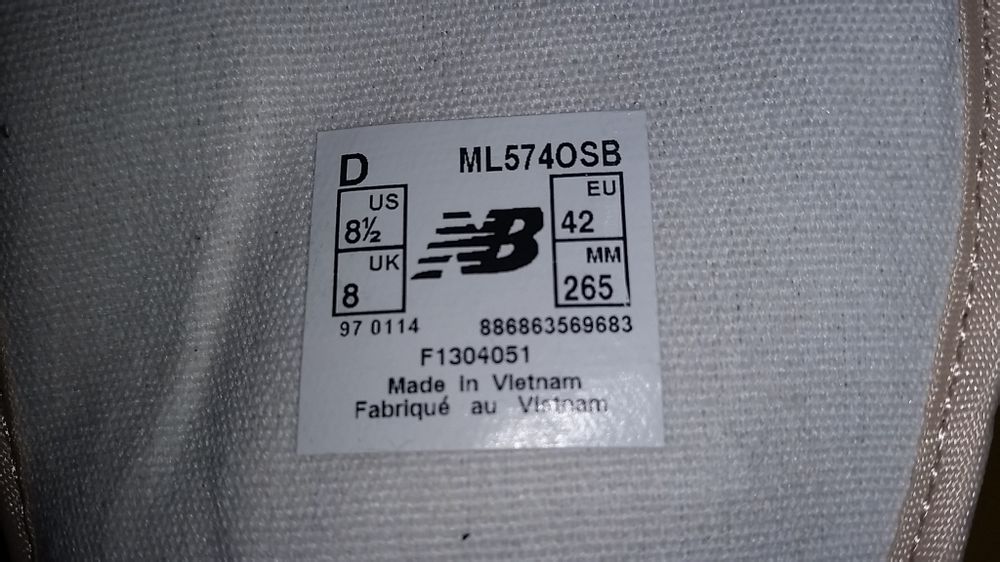 D ML574OSB
US EU
8½ 42
NB
UK MM
8 265
97 0114 886863569683
F1304051
Made in Vietnam
Fabriqué au Vietnam